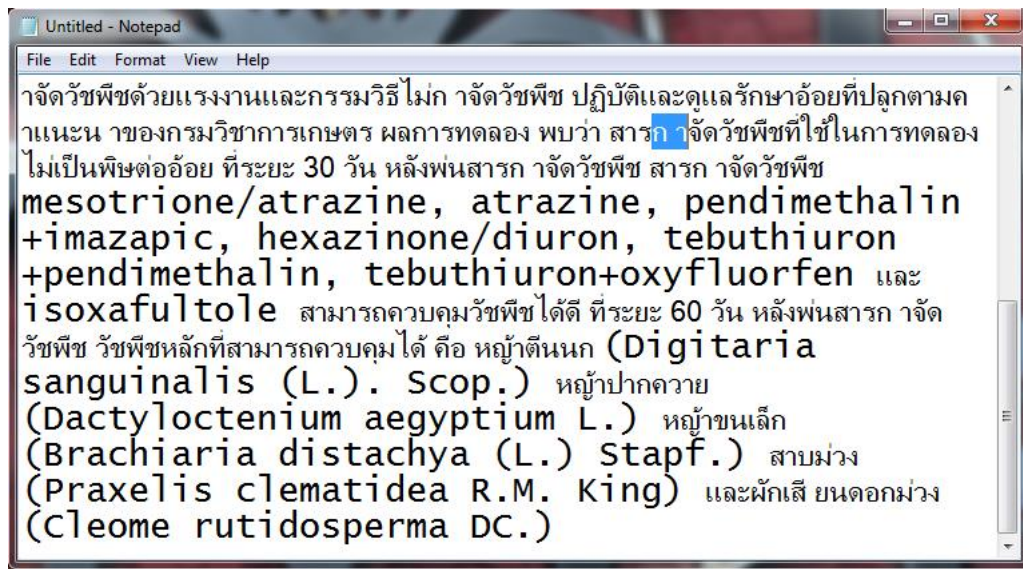 Untitled - Notepad
File Edit Format View Help
าจัดวัชพืชด้วยแรงงานและกรรมวิธีไม่ก าจัดวัชพืช ปฏิบัติและดูแลรักษาอ้อยที่ปลูกตามค
าแนะน าของกรมวิชาการเกษตร ผลการทดลอง พบว่า สารก าจัดวัชพืชที่ใช้ในการทดลอง
ไม่เป็นพิษต่ออ้อย ที่ระยะ 30 วัน หลังพ่นสารก าจัดวัชพืช สารก าจัดวัชพืช
mesotrione/atrazine, atrazine, pendimethalin
+imazapic, hexazinone/diuron, tebuthiuron
+pendimethalin, tebuthiuron+oxyfluorfen และ
isoxafultole สามารถควบคุมวัชพืชได้ดี ที่ระยะ 60 วัน หลังพ่นสารก าจัด
วัชพืช วัชพืชหลักที่สามารถควบคุมได้ คือ หญ้าตีนนก (Digitaria
sanguinalis (L.). Scop.) หญ้าปากควาย
(Dactyloctenium aegyptium L.) หญ้าขนเล็ก
(Brachiaria distachya (L.) Stapf.) สาบม่วง
(Praxelis clematidea R.M. King) และผักเสี ยนดอกม่วง
(Cleome rutidosperma DC.)